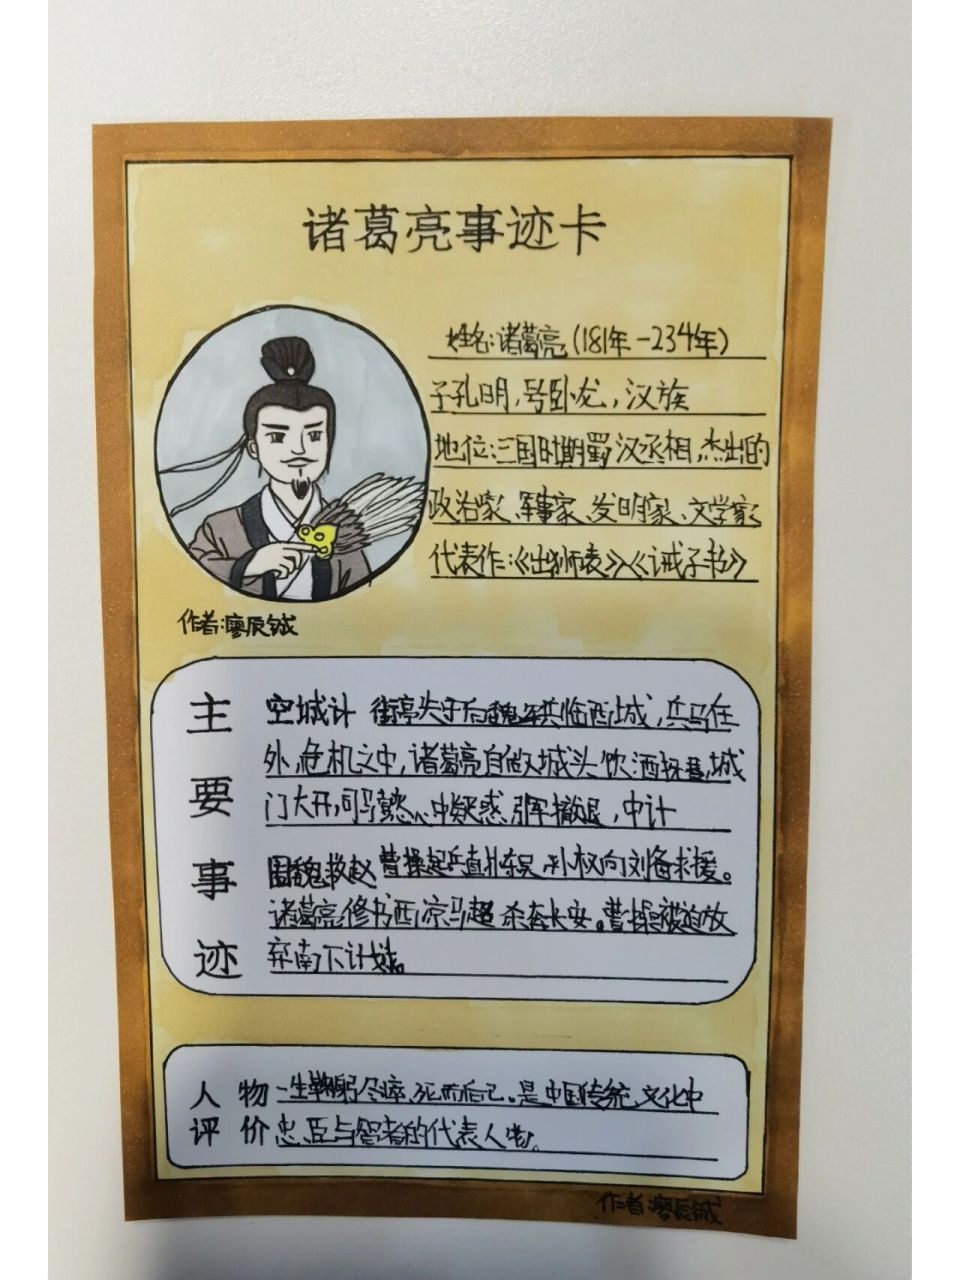 诸葛亮事迹卡
姓名:诸葛亮(181年-234年)
子孔明,号卧龙,汉族
地位:三国时期蜀汉丞相,杰出的
政治家、军事家、发明家、文学家
代表作:《出狮表》《诫子书》
作者:廖辰铖
主要事迹
空城计 街亭失守后魏军兵临西城,兵马在
外,危机之中,诸葛亮自做城头饮酒抚琴,城
门大开,司马懿心中疑惑,引军撤退,中计
围魏救赵 曹操起兵直扑东吴,孙权向刘备求援。
诸葛亮修书西凉马超 杀奔长安。曹操被迫放
弃南下计划。
人物 一生鞠躬尽瘁,死而后已。是中国传统文化中
评价 忠臣与智者的代表人物。
作者:廖辰铖